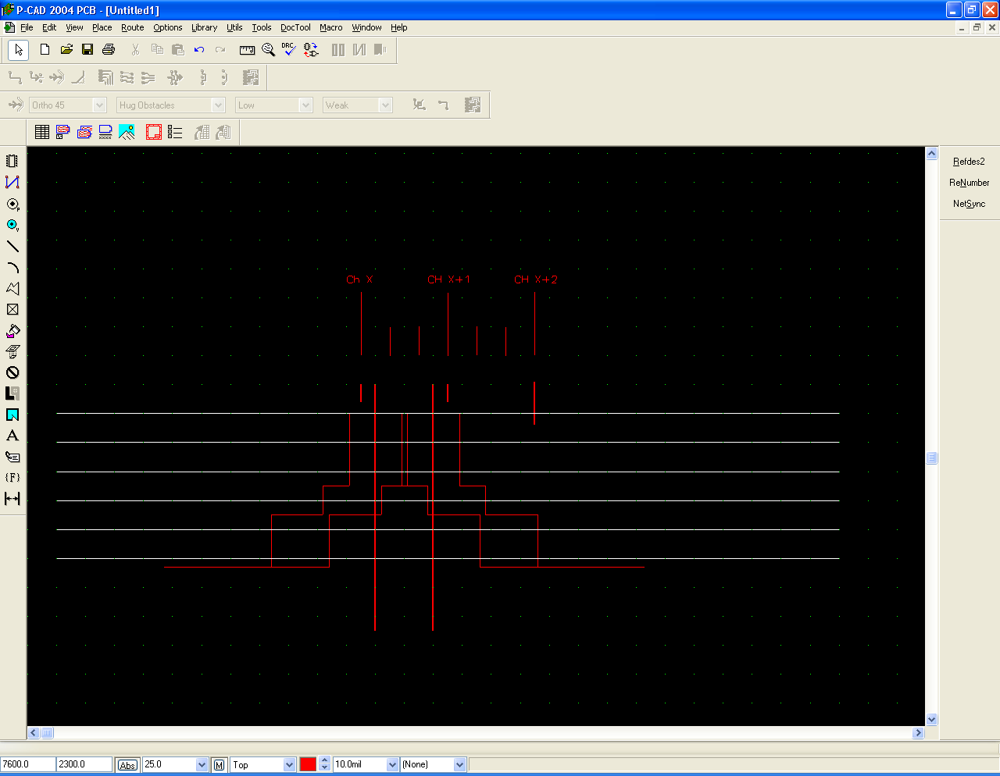 P-CAD 2004 PCB - [Untitled1]
File Edit View Place Route Options Library Utils Tools DocTool Macro Window Help
DRC
Ortho 45 Hug Obstacles Low Weak
Refdes2
ReNumber
NetSync
P
V
A
{F}
Ch X CH X+1 CH X+2
7600.0 2300.0 Abs 25.0 M Top 10.0mil (None)